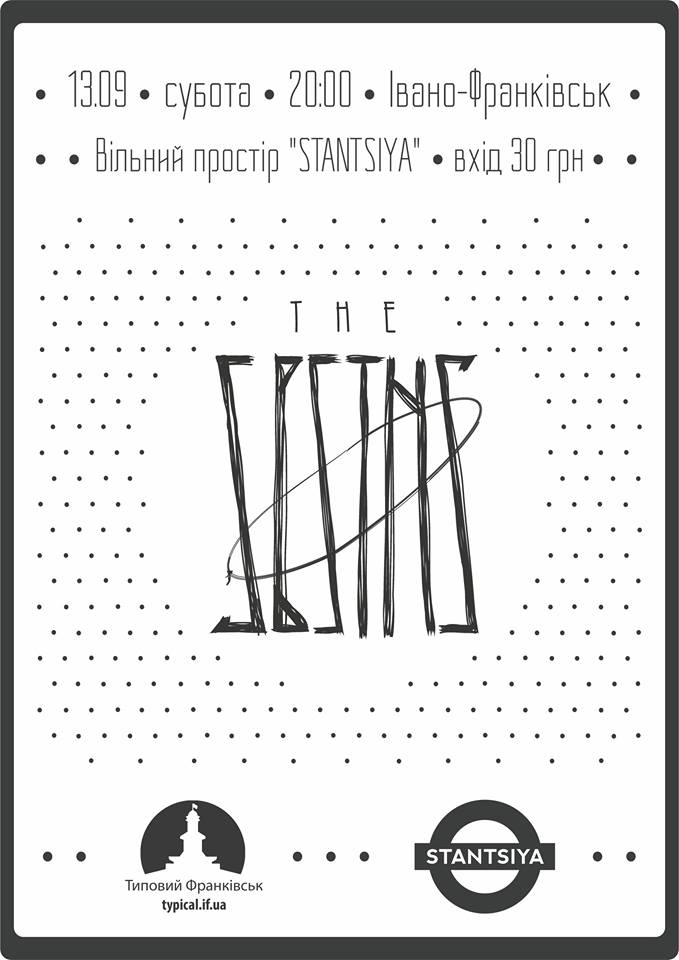 • 13.09 • субота • 20:00 • Івано-Франківськ •
• • Вільний простір "STANTSIYA" • вхід 30 грн • •
THE
Типовий Франківськ
typical.if.ua
STANTSIYA